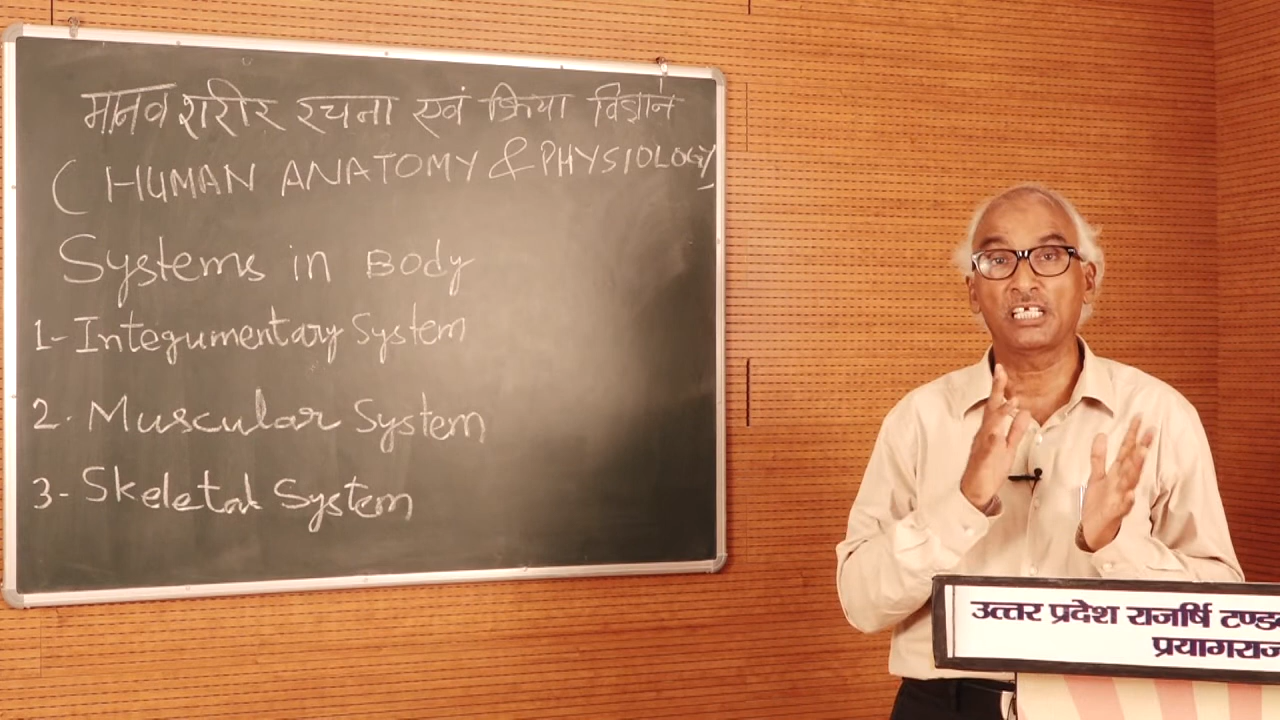 मानव शरीर रचना एवं क्रिया विज्ञान
( HUMAN ANATOMY & PHYSIOLOGY)
Systems in BODy
1- Integumentary System
2. Muscular System
3- Skeletal System
उत्तर प्रदेश राजर्षि टण्ड
प्रयागराज